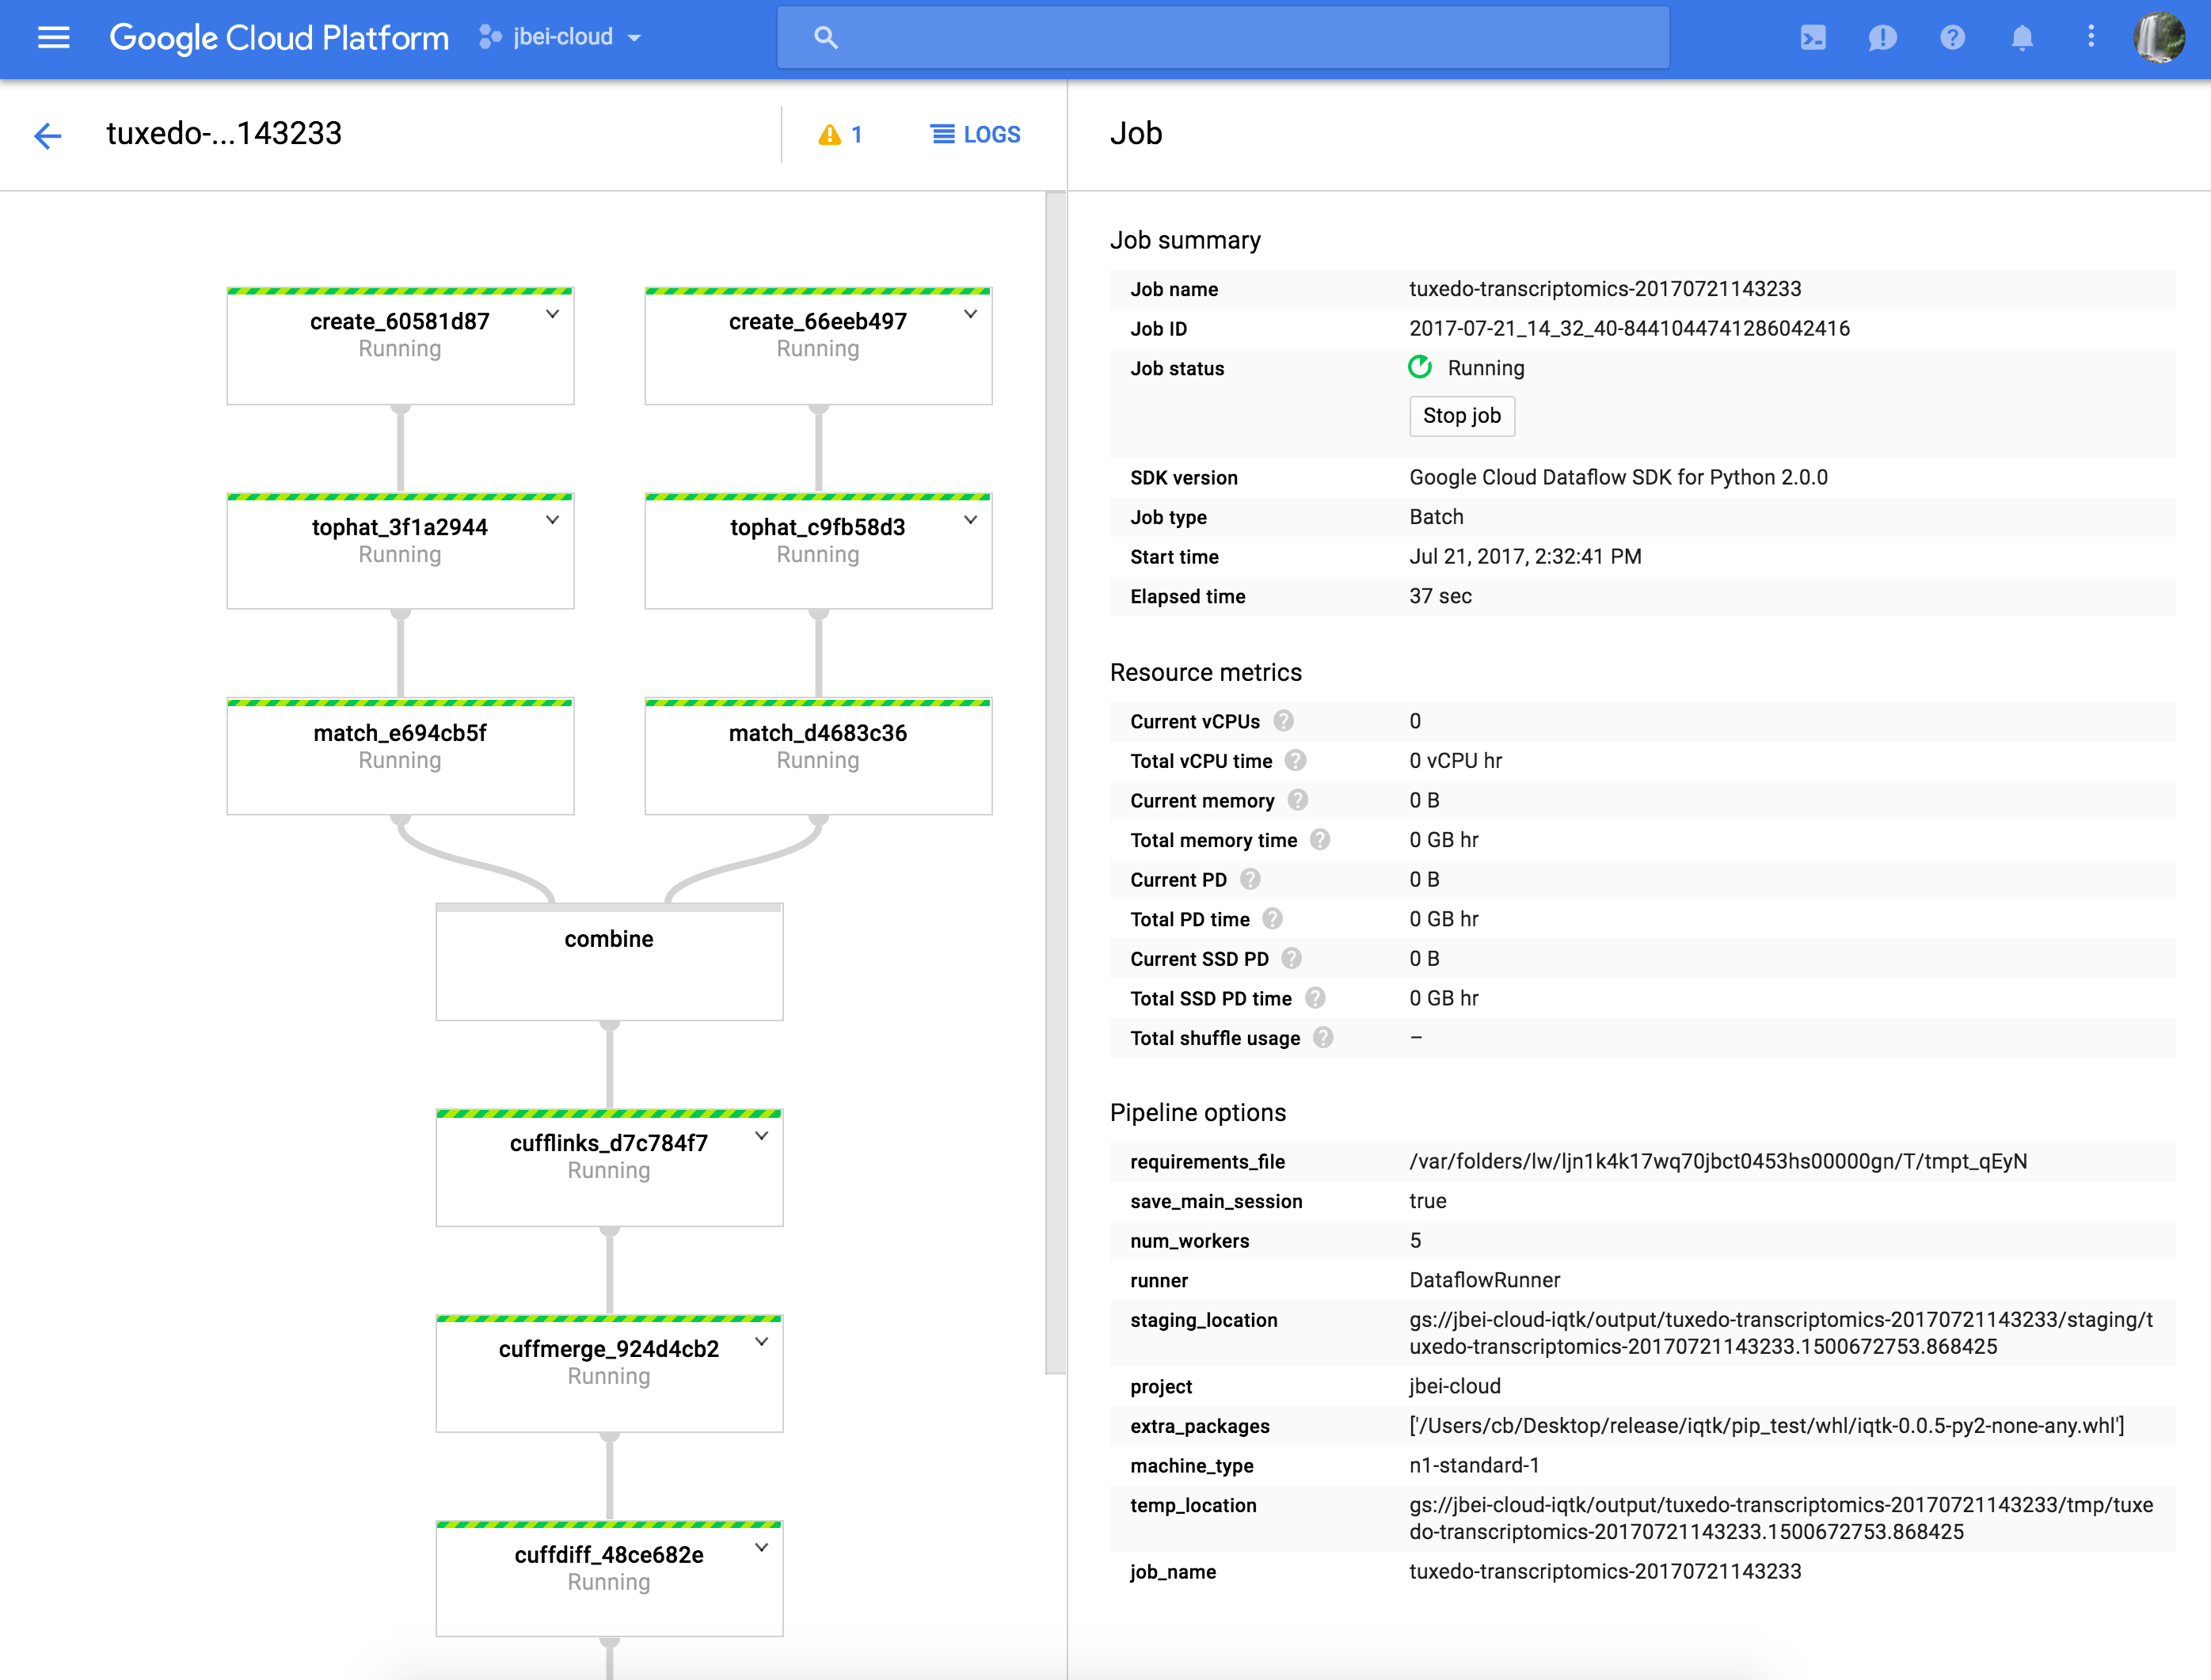 Google Cloud Platform jbei-cloud
tuxedo-...143233 1 LOGS
create_60581d87 create_66eeb497
Running Running
tophat_3f1a2944 tophat_c9fb58d3
Running Running
match_e694cb5f match_d4683c36
Running Running
combine
cufflinks_d7c784f7
Running
cuffmerge_924d4cb2
Running
cuffdiff_48ce682e
Running
Job
Job summary
Job name tuxedo-transcriptomics-20170721143233
Job ID 2017-07-21_14_32_40-8441044741286042416
Job status Running
Stop job
SDK version Google Cloud Dataflow SDK for Python 2.0.0
Job type Batch
Start time Jul 21, 2017, 2:32:41 PM
Elapsed time 37 sec
Resource metrics
Current vCPUs ? 0
Total vCPU time ? 0 vCPU hr
Current memory ? 0 B
Total memory time ? 0 GB hr
Current PD ? 0 B
Total PD time ? 0 GB hr
Current SSD PD ? 0 B
Total SSD PD time ? 0 GB hr
Total shuffle usage ? –
Pipeline options
requirements_file /var/folders/lw/ljn1k4k17wq70jbct0453hs00000gn/T/tmpt_qEyN
save_main_session true
num_workers 5
runner DataflowRunner
staging_location gs://jbei-cloud-iqtk/output/tuxedo-transcriptomics-20170721143233/staging/t
uxedo-transcriptomics-20170721143233.1500672753.868425
project jbei-cloud
extra_packages ['/Users/cb/Desktop/release/iqtk/pip_test/whl/iqtk-0.0.5-py2-none-any.whl']
machine_type n1-standard-1
temp_location gs://jbei-cloud-iqtk/output/tuxedo-transcriptomics-20170721143233/tmp/tuxe
do-transcriptomics-20170721143233.1500672753.868425
job_name tuxedo-transcriptomics-20170721143233